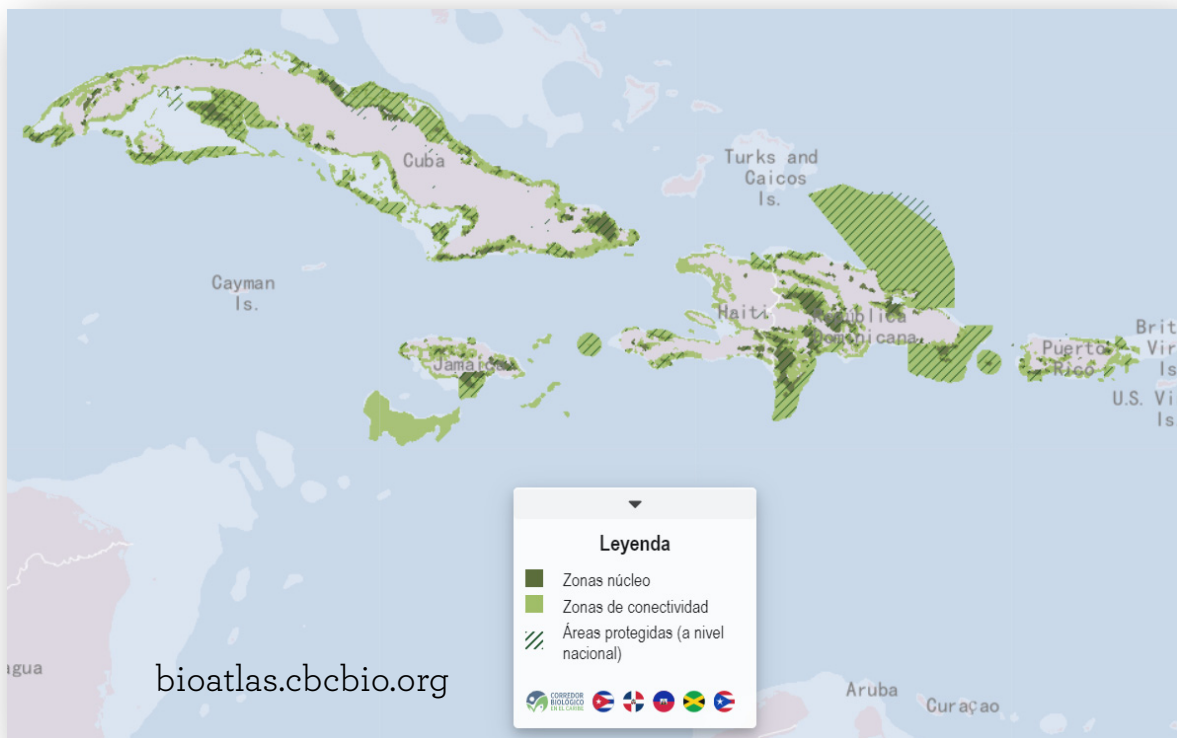 Cuba
Turks and
Caicos
Is.
Cayman
Is.
Haiti
República
Dominicana
Jamaica
Puerto
Rico
Brit
Vir
Is
U.S. Vi
Is
Leyenda
Zonas núcleo
Zonas de conectividad
Áreas protegidas (a nivel
nacional)
CORREDOR
BIOLÓGICO
EN EL CARIBE
agua
bioatlas.cbcbio.org
Aruba
Curaçao